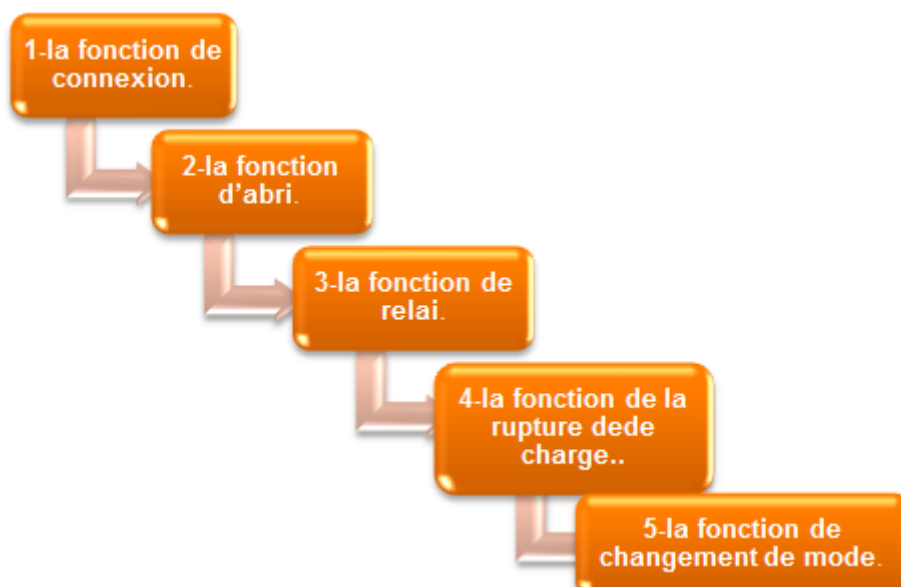 1-la fonction de
connexion.
2-la fonction
d’abri.
3-la fonction de
relai.
4-la fonction de la
rupture dede
charge..
5-la fonction de
changement de mode.